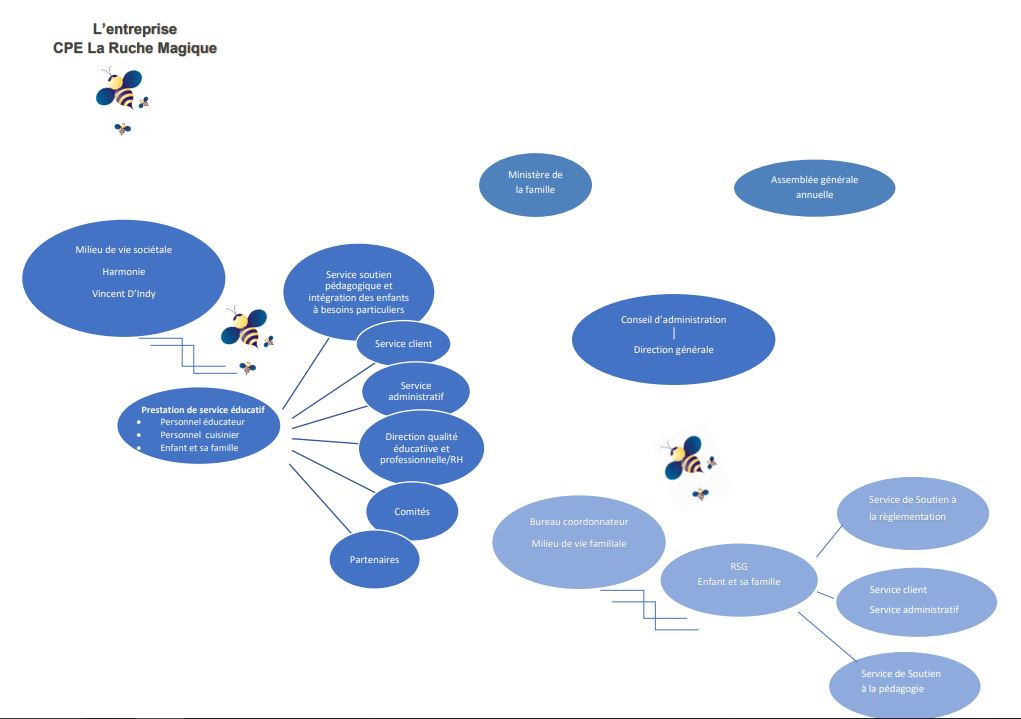 L'entreprise
CPE La Ruche Magique
Ministère de
la famille
Assemblée générale
annuelle
Milieu de vie sociétale
Harmonie
Vincent D'Indy
Service soutien
pédagogique et
intégration des enfants
à besoins particuliers
Service client
Service
administratif
Direction qualité
éducatiive et
professionnelle/RH
Comités
Partenaires
Prestation de service éducatif
• Personnel éducateur
• Personnel cuisinier
• Enfant et sa famille
Conseil d'administration
Direction générale
Bureau coordonnateur
Milieu de vie familiale
RSG
Enfant et sa famille
Service de Soutien à
la règlementation
Service client
Service administratif
Service de Soutien
à la pédagogie